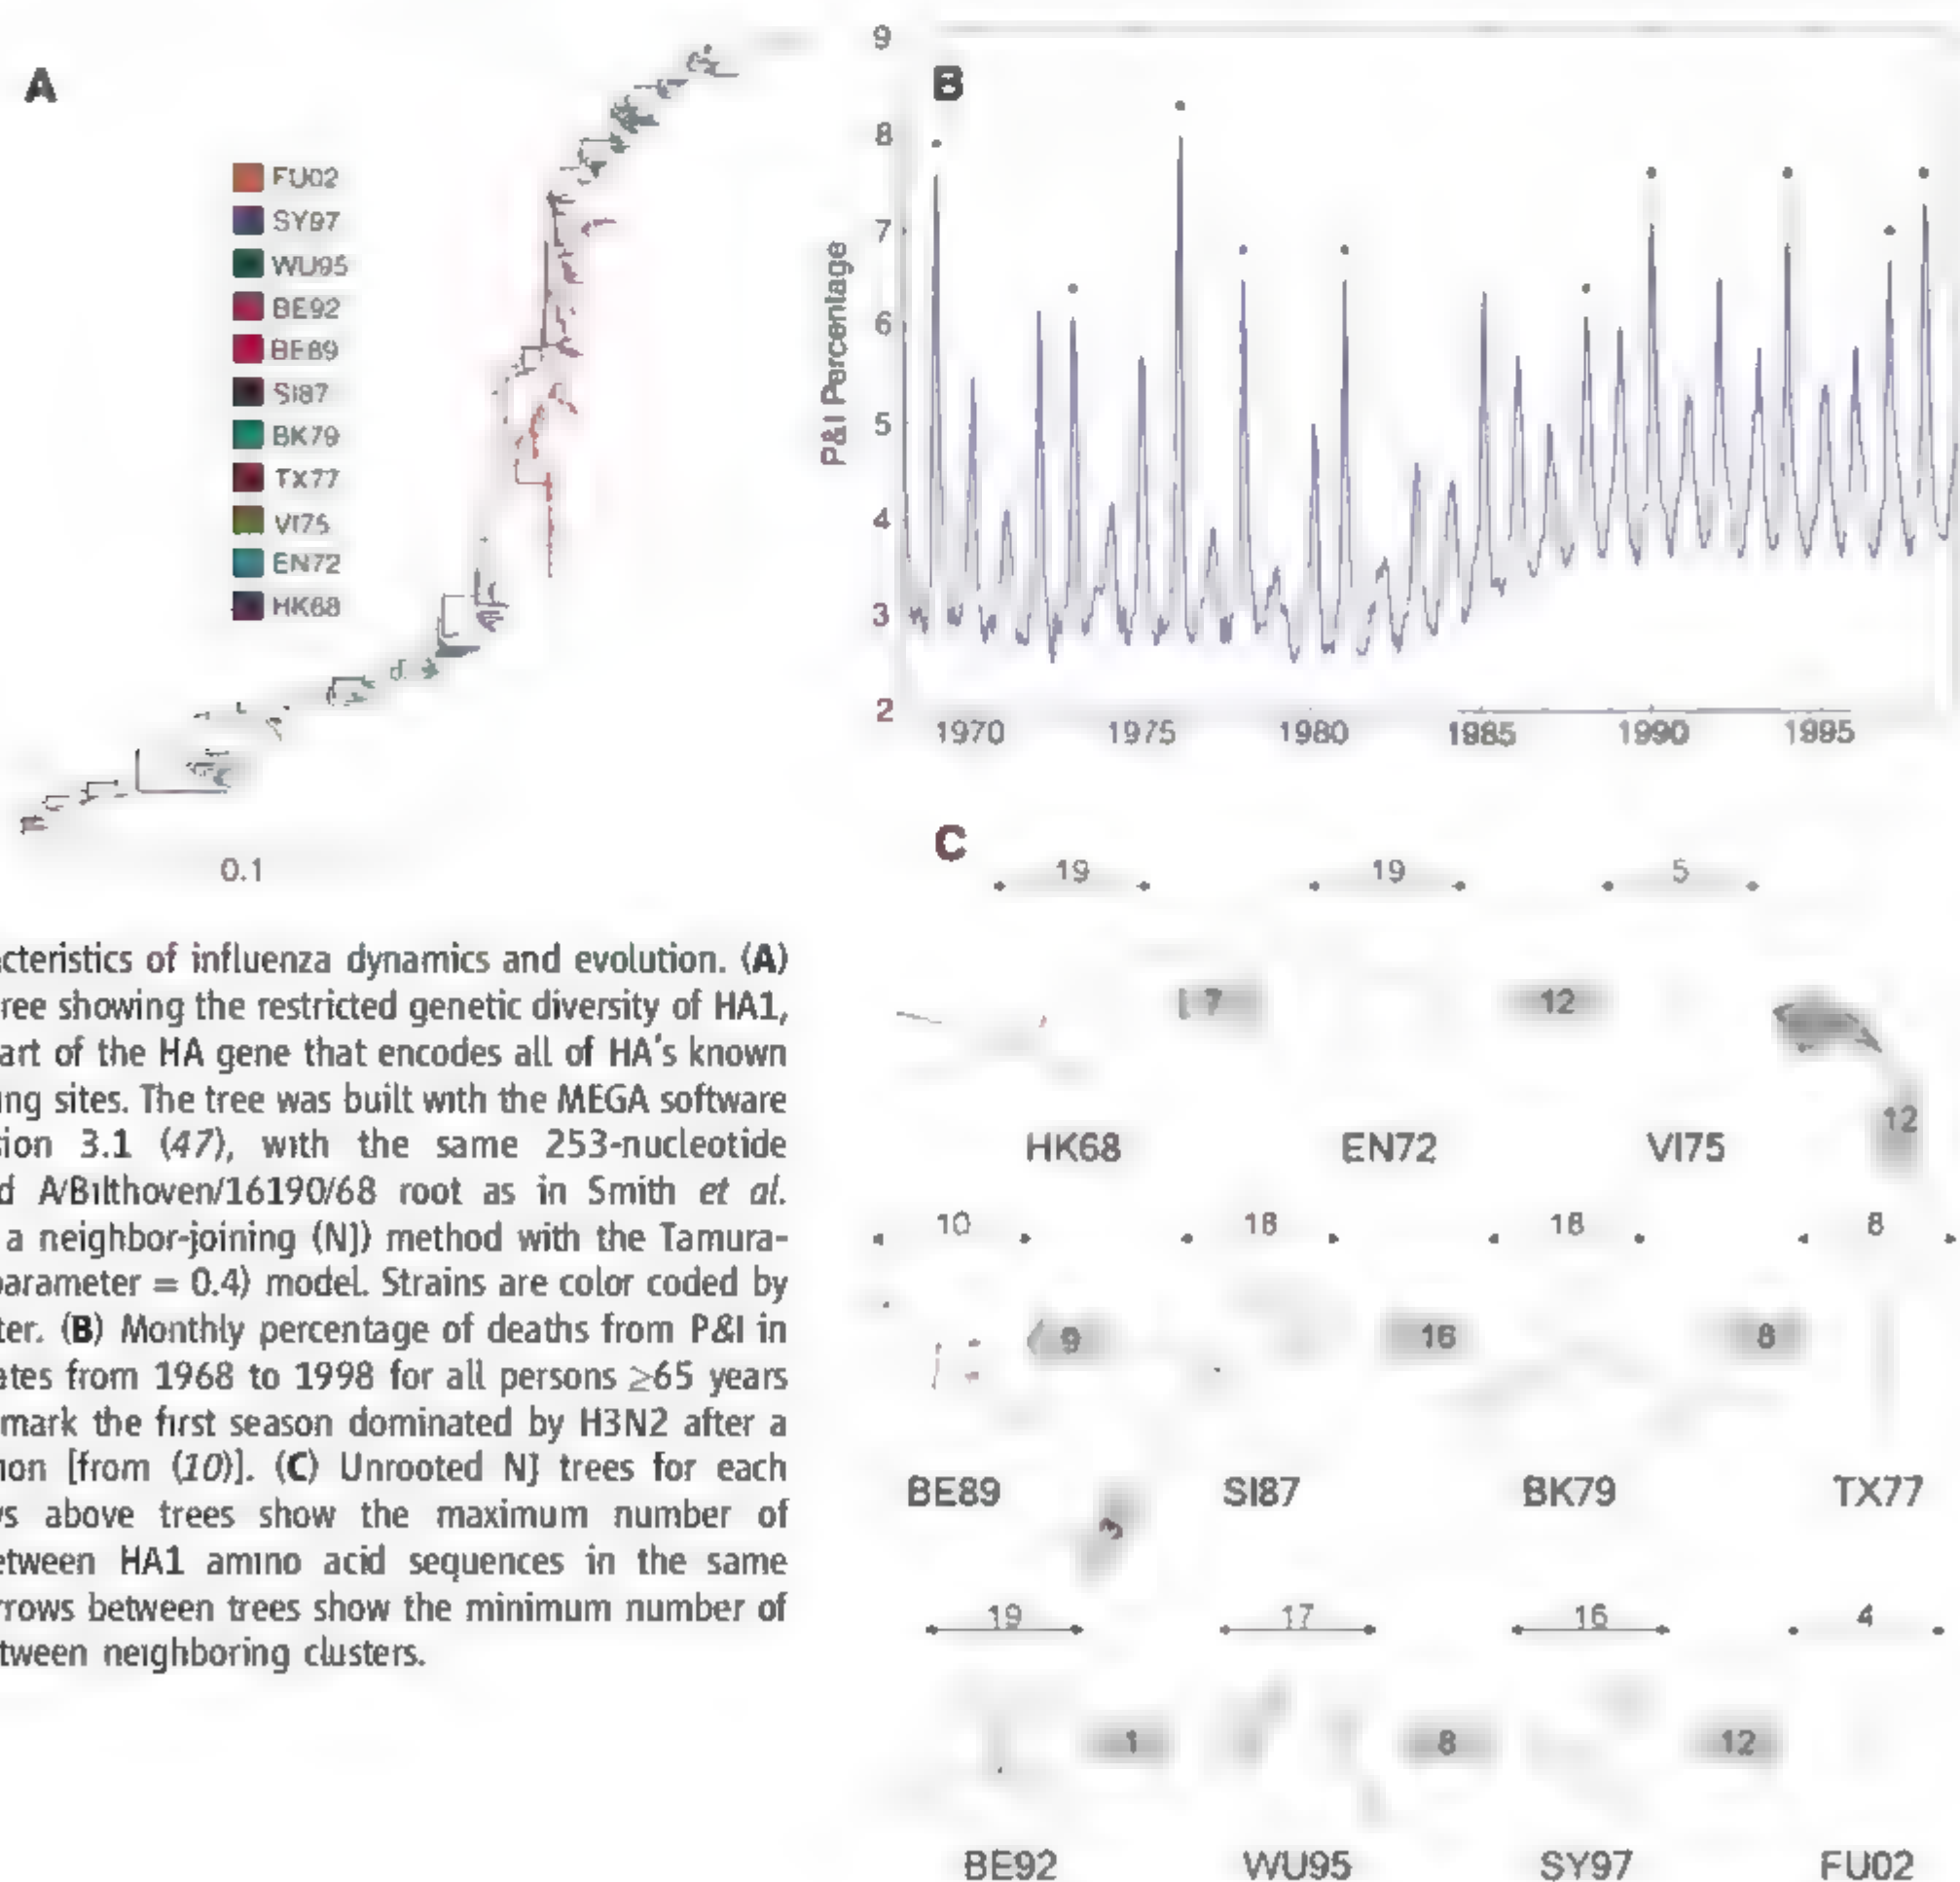 A
FU02
SY97
WU95
BE92
BE89
SI87
BK79
TX77
VI75
EN72
HK68
0.1
B
P&I Percentage
9
8
7
6
5
4
3
2
1970 1975 1980 1985 1990 1995
cteristics of influenza dynamics and evolution. (A)
ree showing the restricted genetic diversity of HA1,
art of the HA gene that encodes all of HA's known
ing sites. The tree was built with the MEGA software
sion 3.1 (47), with the same 253-nucleotide
d A/Bilthoven/16190/68 root as in Smith et al.
a neighbor-joining (NJ) method with the Tamura-
parameter = 0.4) model. Strains are color coded by
ter. (B) Monthly percentage of deaths from P&I in
ates from 1968 to 1998 for all persons ≥65 years
mark the first season dominated by H3N2 after a
ion [from (10)]. (C) Unrooted NJ trees for each
ws above trees show the maximum number of
etween HA1 amino acid sequences in the same
rrows between trees show the minimum number of
tween neighboring clusters.
C
19 19 5
7 12
12
HK68 EN72 VI75
10 8
9 16 8
BE89 SI87 BK79 TX77
3
19 17 16 4
1 8 12
BE92 WU95 SY97 FU02